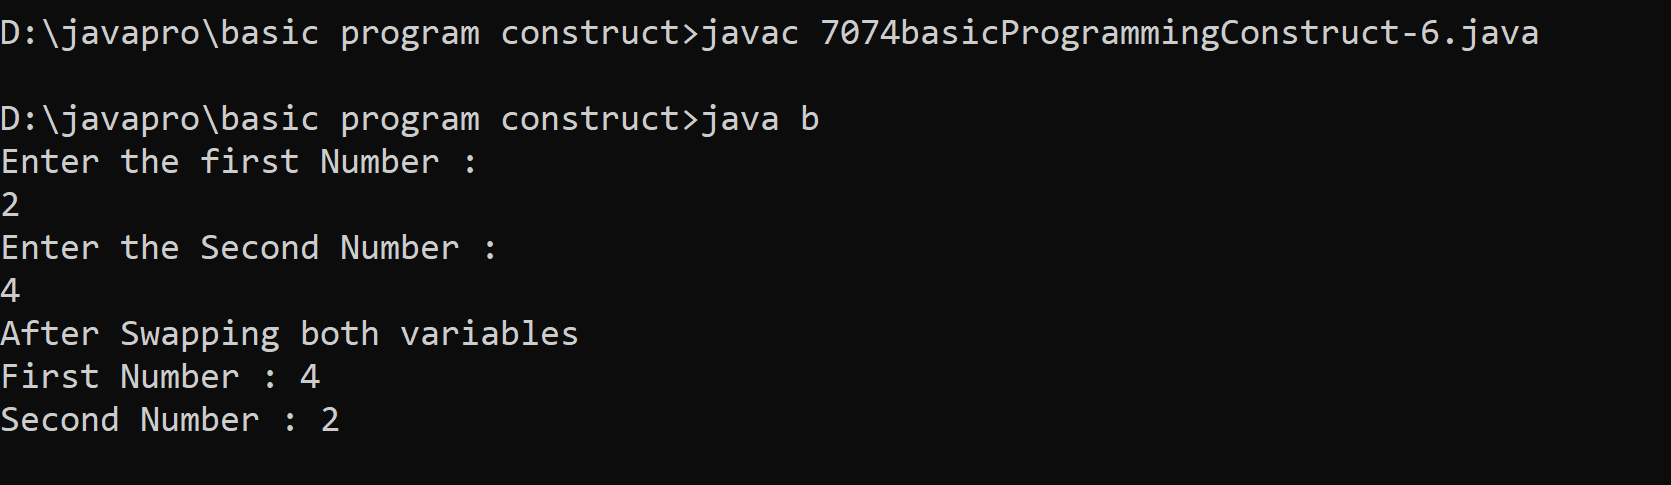 D:\javapro\basic program construct>javac 7074basicProgrammingConstruct-6.java
D:\javapro\basic program construct>java b
Enter the first Number :
2
Enter the Second Number :
4
After Swapping both variables
First Number : 4
Second Number : 2